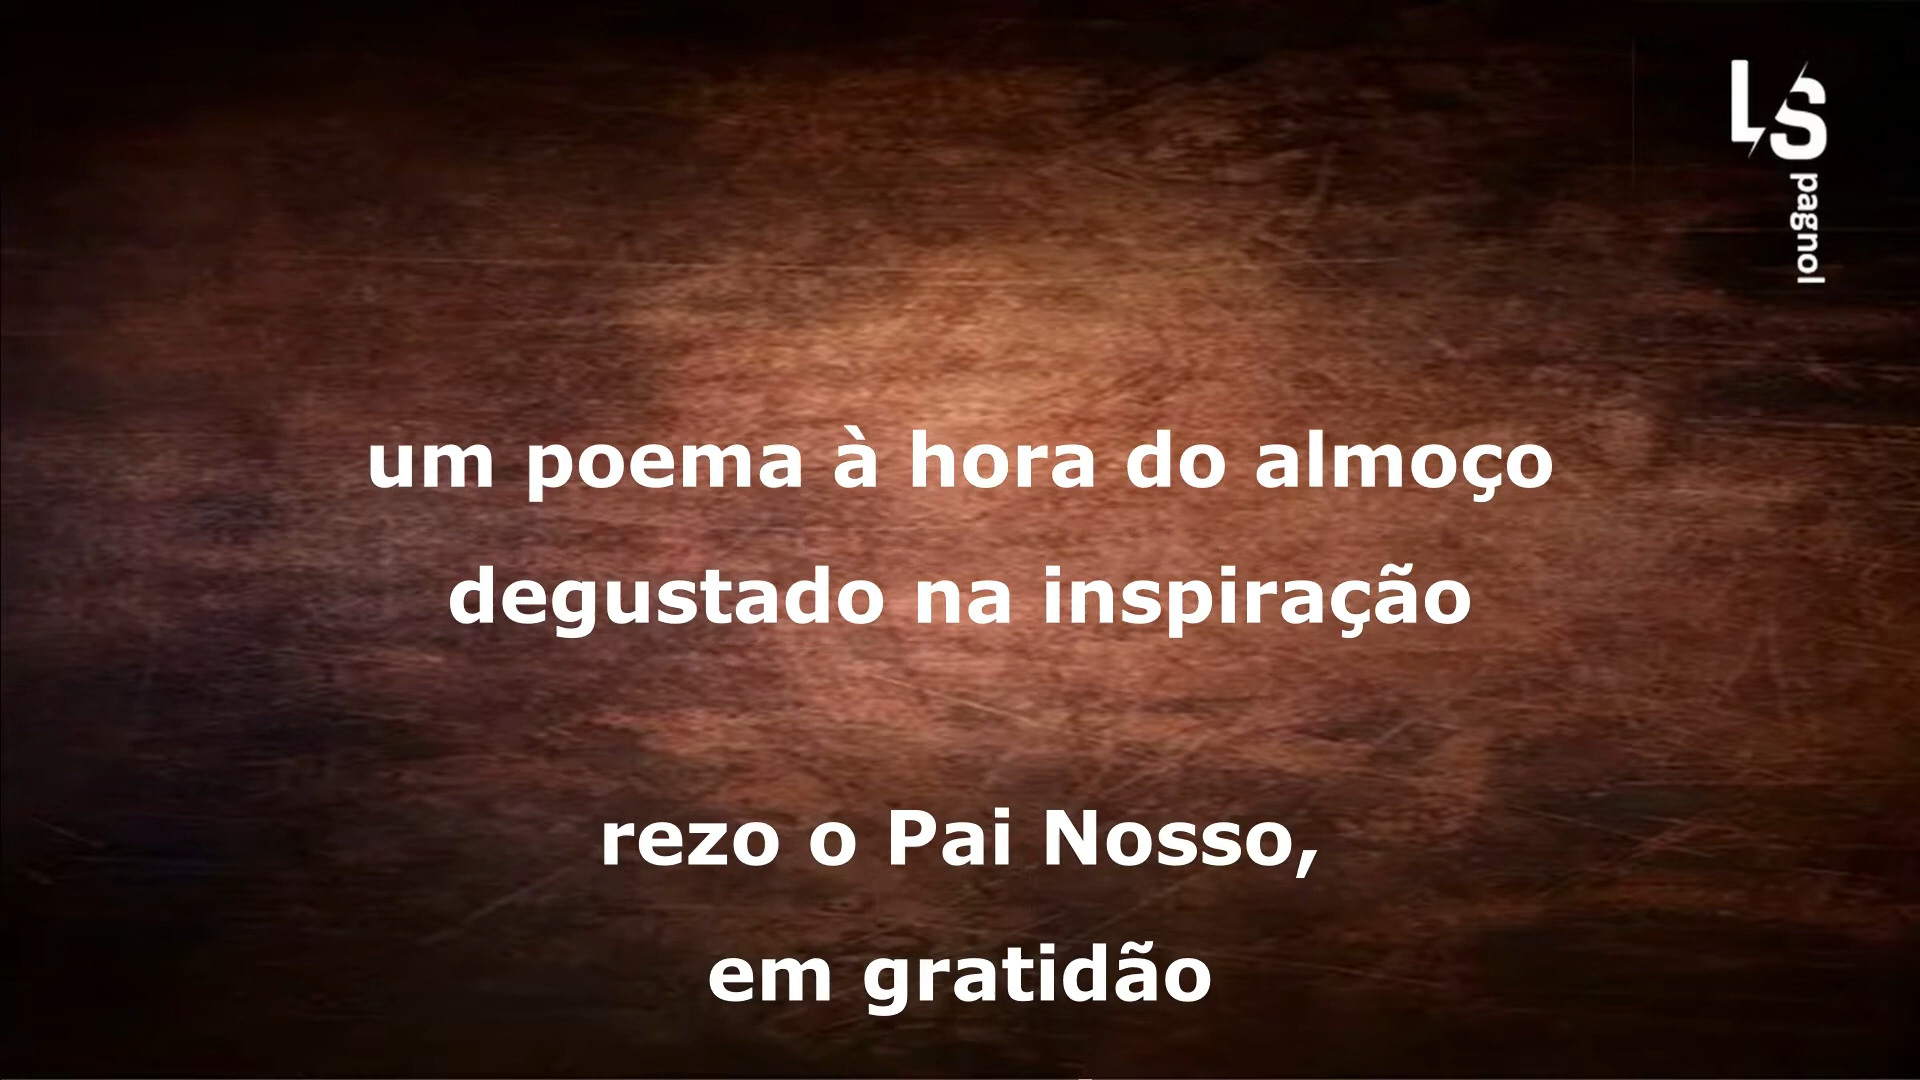 LS
pagnol
um poema à hora do almoço
degustado na inspiração
rezo o Pai Nosso,
em gratidão